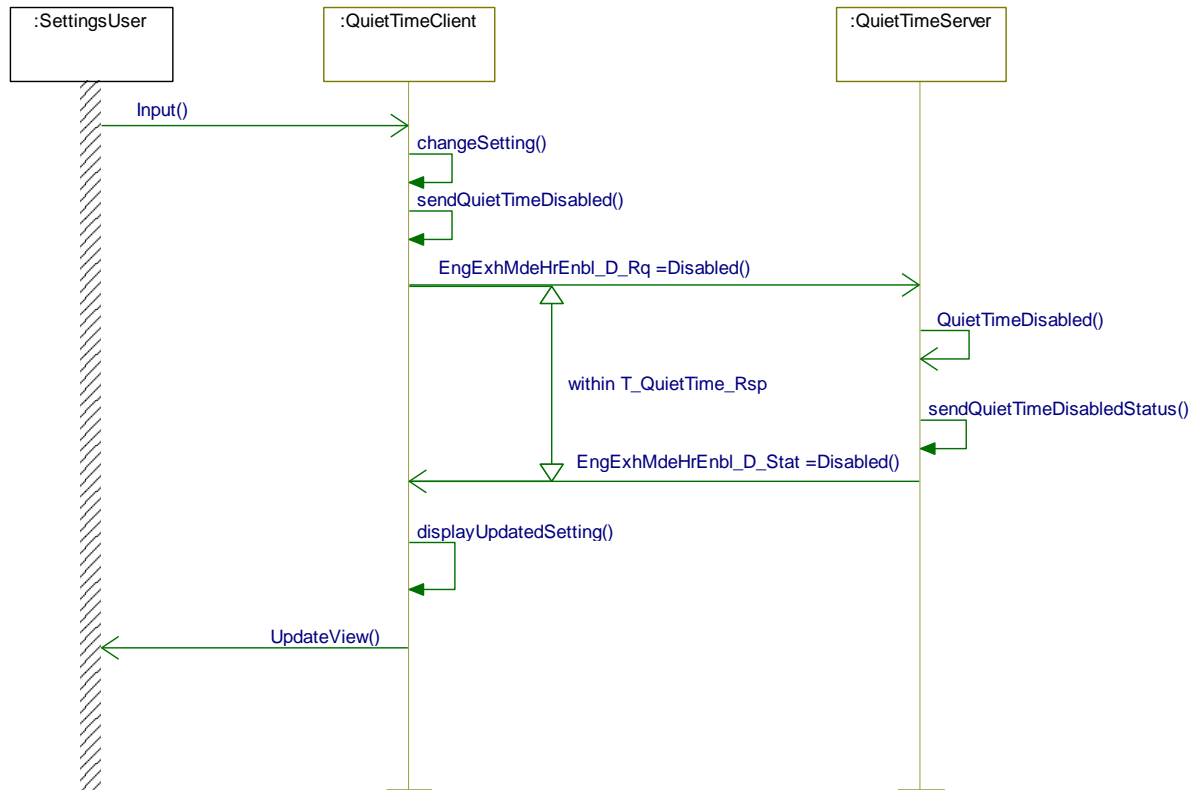 :SettingsUser
:QuietTimeClient
:QuietTimeServer
Input()
changeSetting()
sendQuietTimeDisabled()
EngExhMdeHrEnbl_D_Rq =Disabled()
QuietTimeDisabled()
within T_QuietTime_Rsp
sendQuietTimeDisabledStatus()
EngExhMdeHrEnbl_D_Stat =Disabled()
displayUpdatedSetting()
UpdateView()